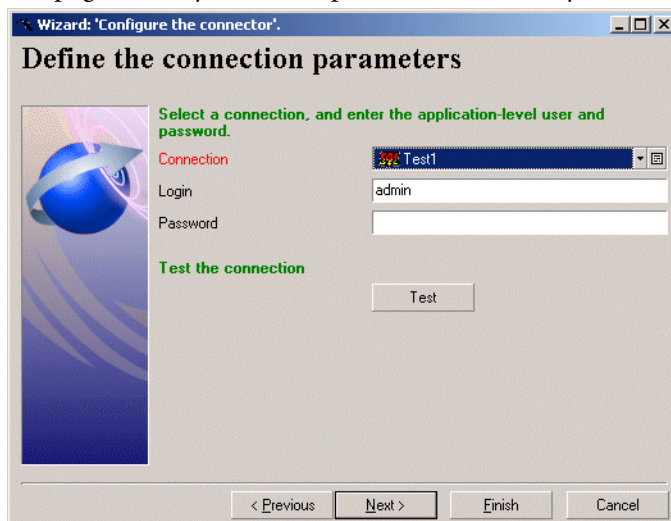 Wizard: 'Configure the connector'.
Define the connection parameters
Select a connection, and enter the application-level user and
password.
Connection
Test1
Login
admin
Password
Test the connection
Test
< Previous
Next >
Finish
Cancel